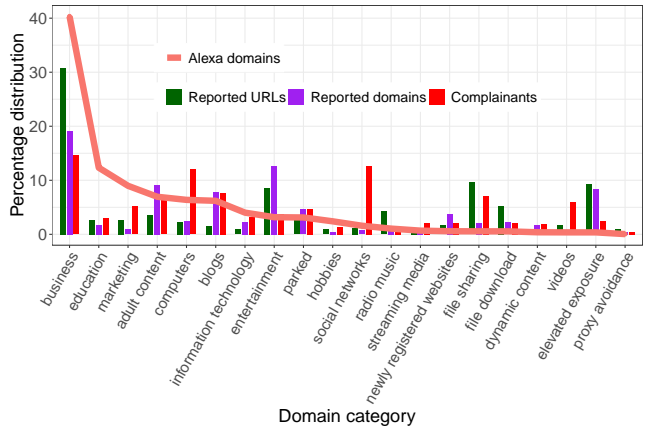 Percentage distribution
40
30
20
10
0
Alexa domains
Reported URLs
Reported domains
Complainants
business
education
marketing
adult content
computers
blogs
information technology
entertainment
parked
hobbies
social networks
radio music
streaming media
newly registered websites
file sharing
file download
dynamic content
videos
elevated exposure
proxy avoidance
Domain category